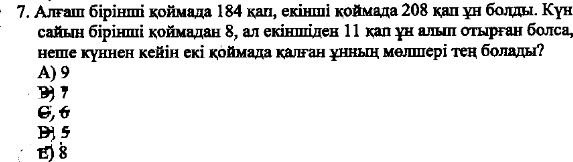 7. Алғаш бірінші қоймада 184 қап, екінші қоймада 208 қап ұн болды. Күн
сайын бірінші қоймадан 8, ал екіншіден 11 қап ұн алып отырған болса,
неше күннен кейін екі қоймада қалған ұнның мөлшері тең болады?
A) 9
B) 7
C) 6
D) 5
E) 8